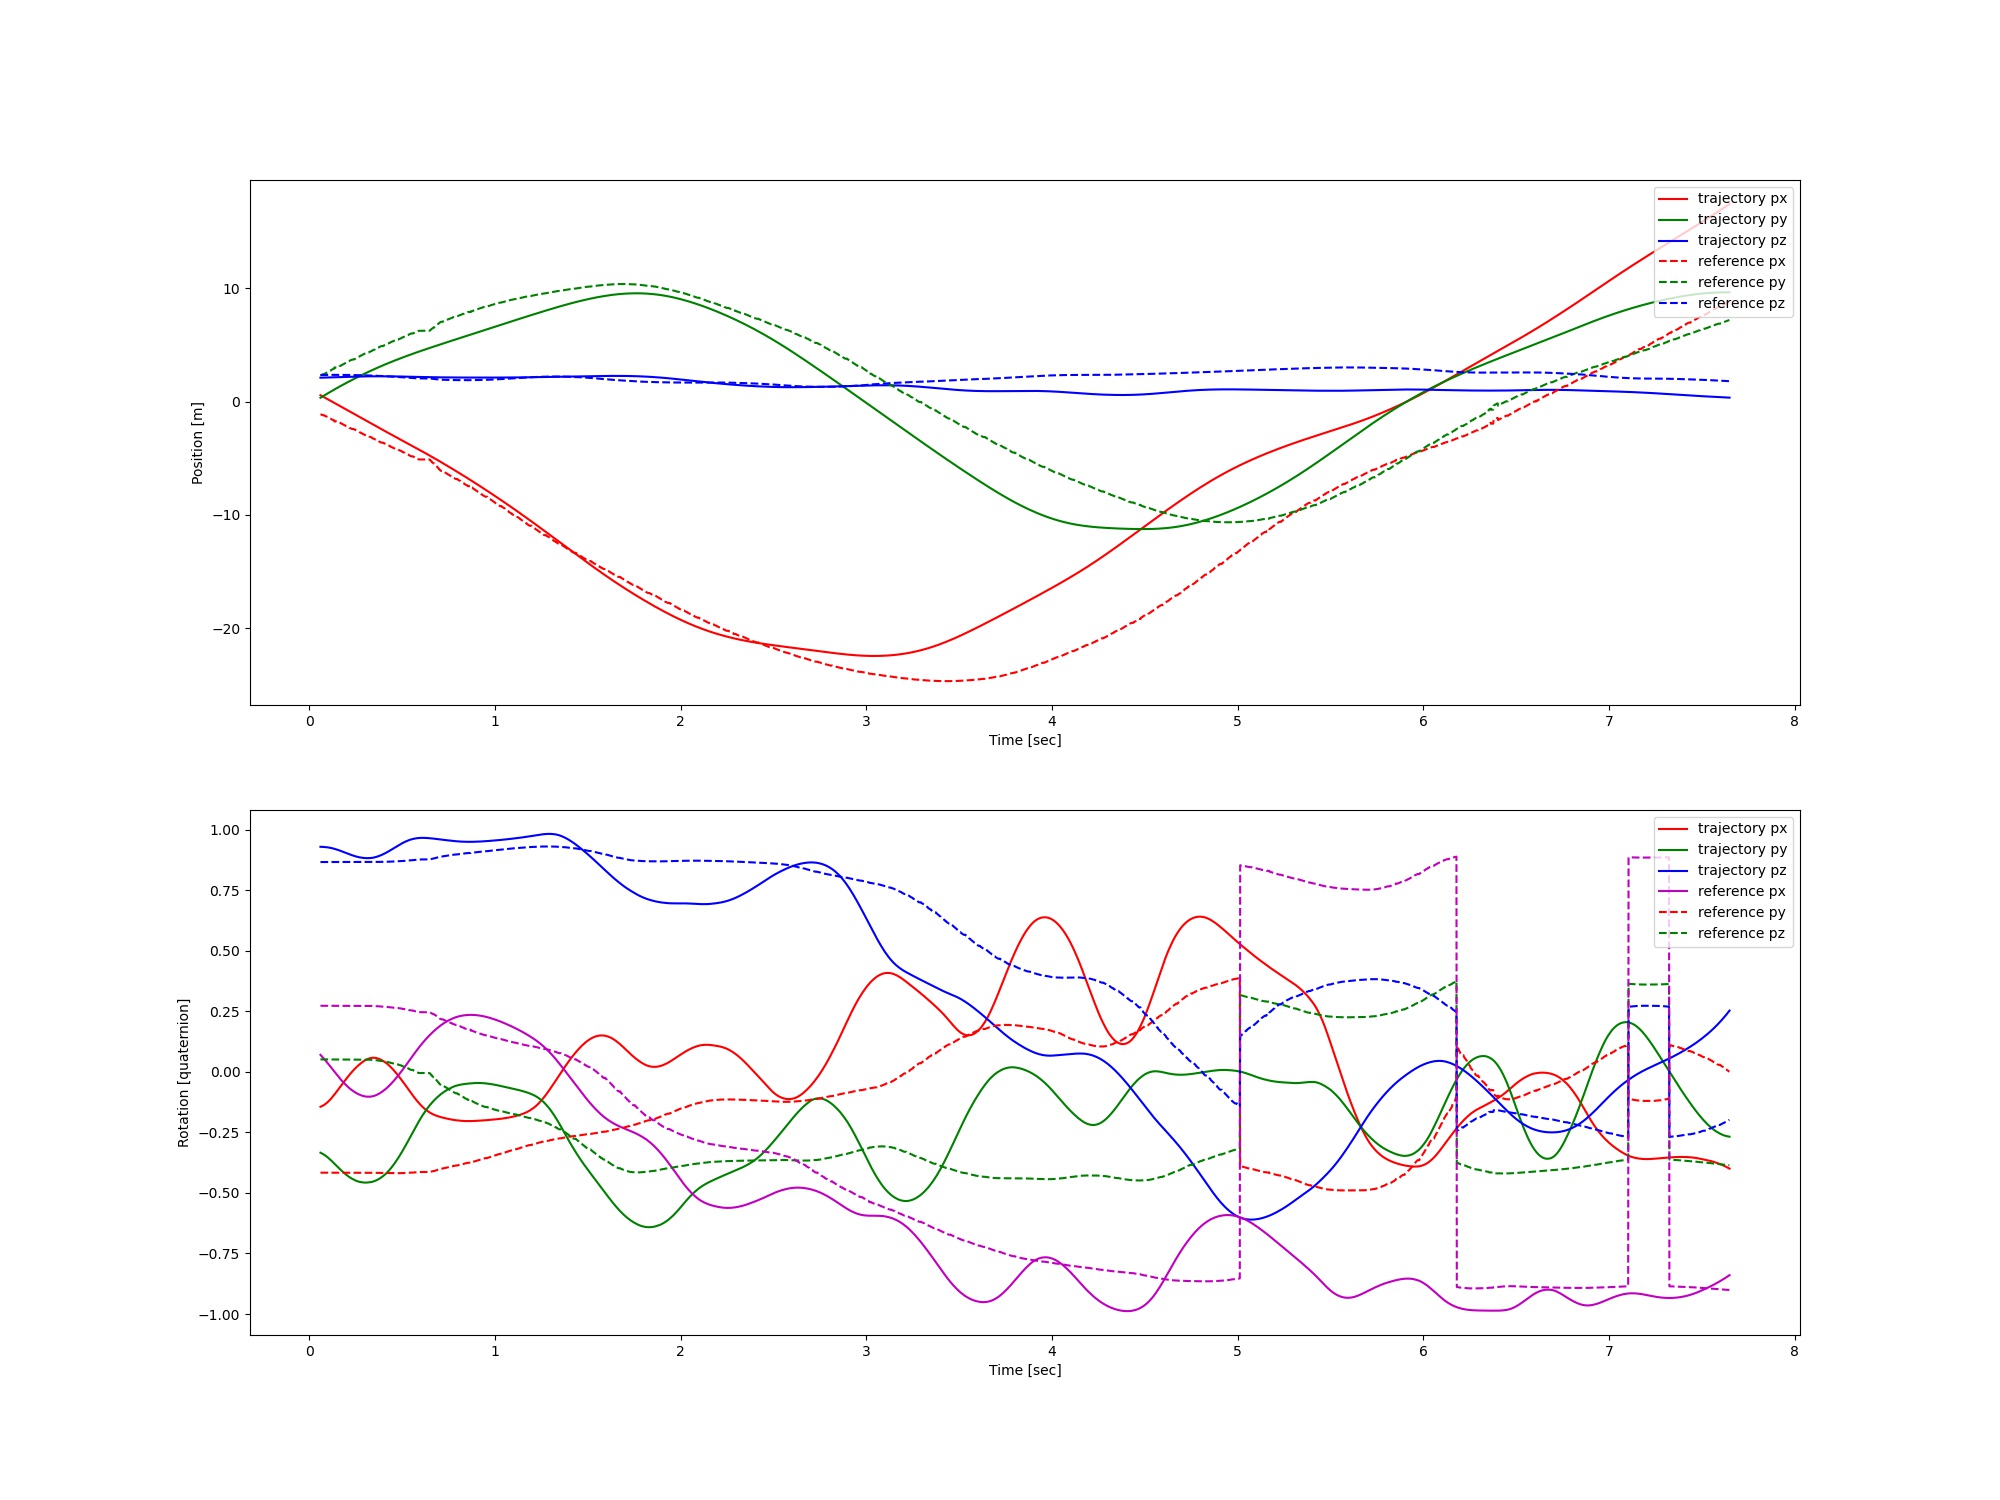 trajectory px
trajectory py
trajectory pz
reference px
reference py
reference pz
10
0
−10
−20
Position [m]
0 1 2 3 4 5 6 7 8
Time [sec]
trajectory px
trajectory py
trajectory pz
reference px
reference py
reference pz
1.00
0.75
0.50
0.25
0.00
−0.25
−0.50
−0.75
−1.00
Rotation [quaternion]
0 1 2 3 4 5 6 7 8
Time [sec]